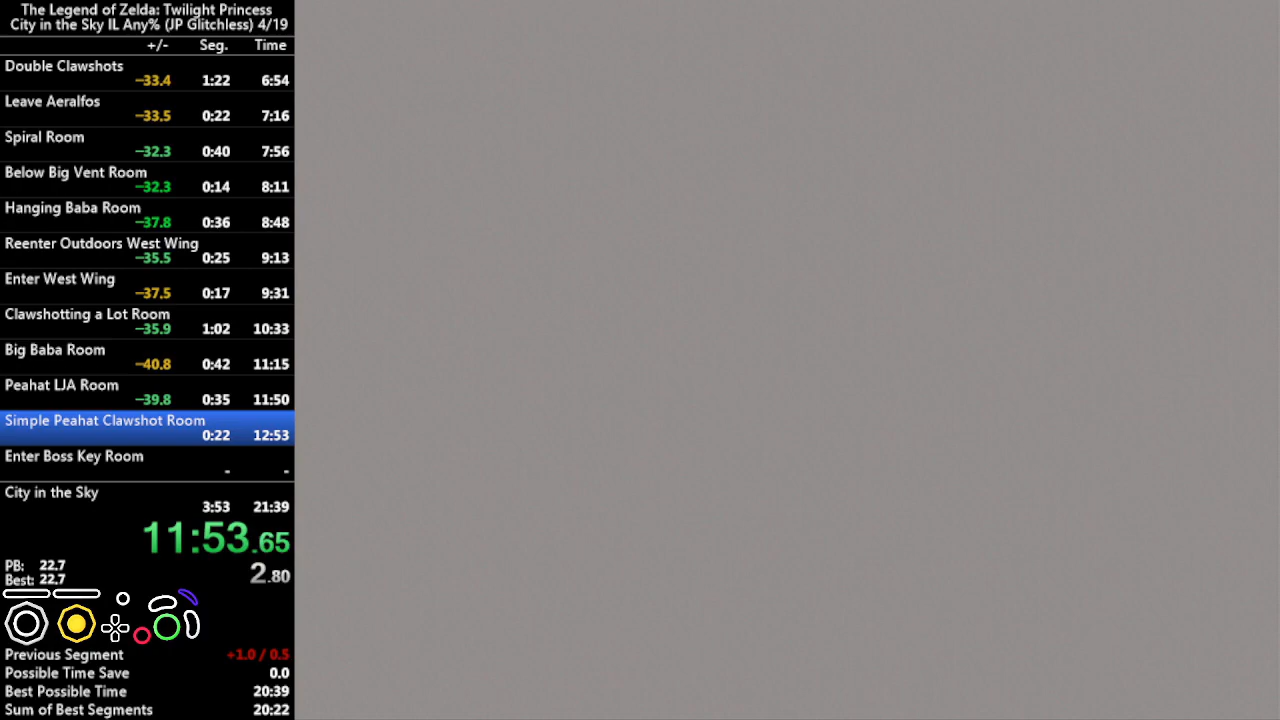 The Legend of Zelda: Twilight Princess
City in the Sky IL Any% (JP Glitchless) 4/19
+/- Seg. Time
Double Clawshots
-33.4 1:22 6:54
Leave Aeralfos
-33.5 0:22 7:16
Spiral Room
-32.3 0:40 7:56
Below Big Vent Room
-32.3 0:14 8:11
Hanging Baba Room
-37.8 0:36 8:48
Reenter Outdoors West Wing
-35.5 0:25 9:13
Enter West Wing
-37.5 0:17 9:31
Clawshotting a Lot Room
-35.9 1:02 10:33
Big Baba Room
-40.8 0:42 11:15
Peahat LJA Room
-39.8 0:35 11:50
Simple Peahat Clawshot Room
0:22 12:53
Enter Boss Key Room
- -
City in the Sky
3:53 21:39
11:53.65
PB: 22.7
2.80
Best: 22.7
Previous Segment +1.0 / 0.5
Possible Time Save 0.0
Best Possible Time 20:39
Sum of Best Segments 20:22